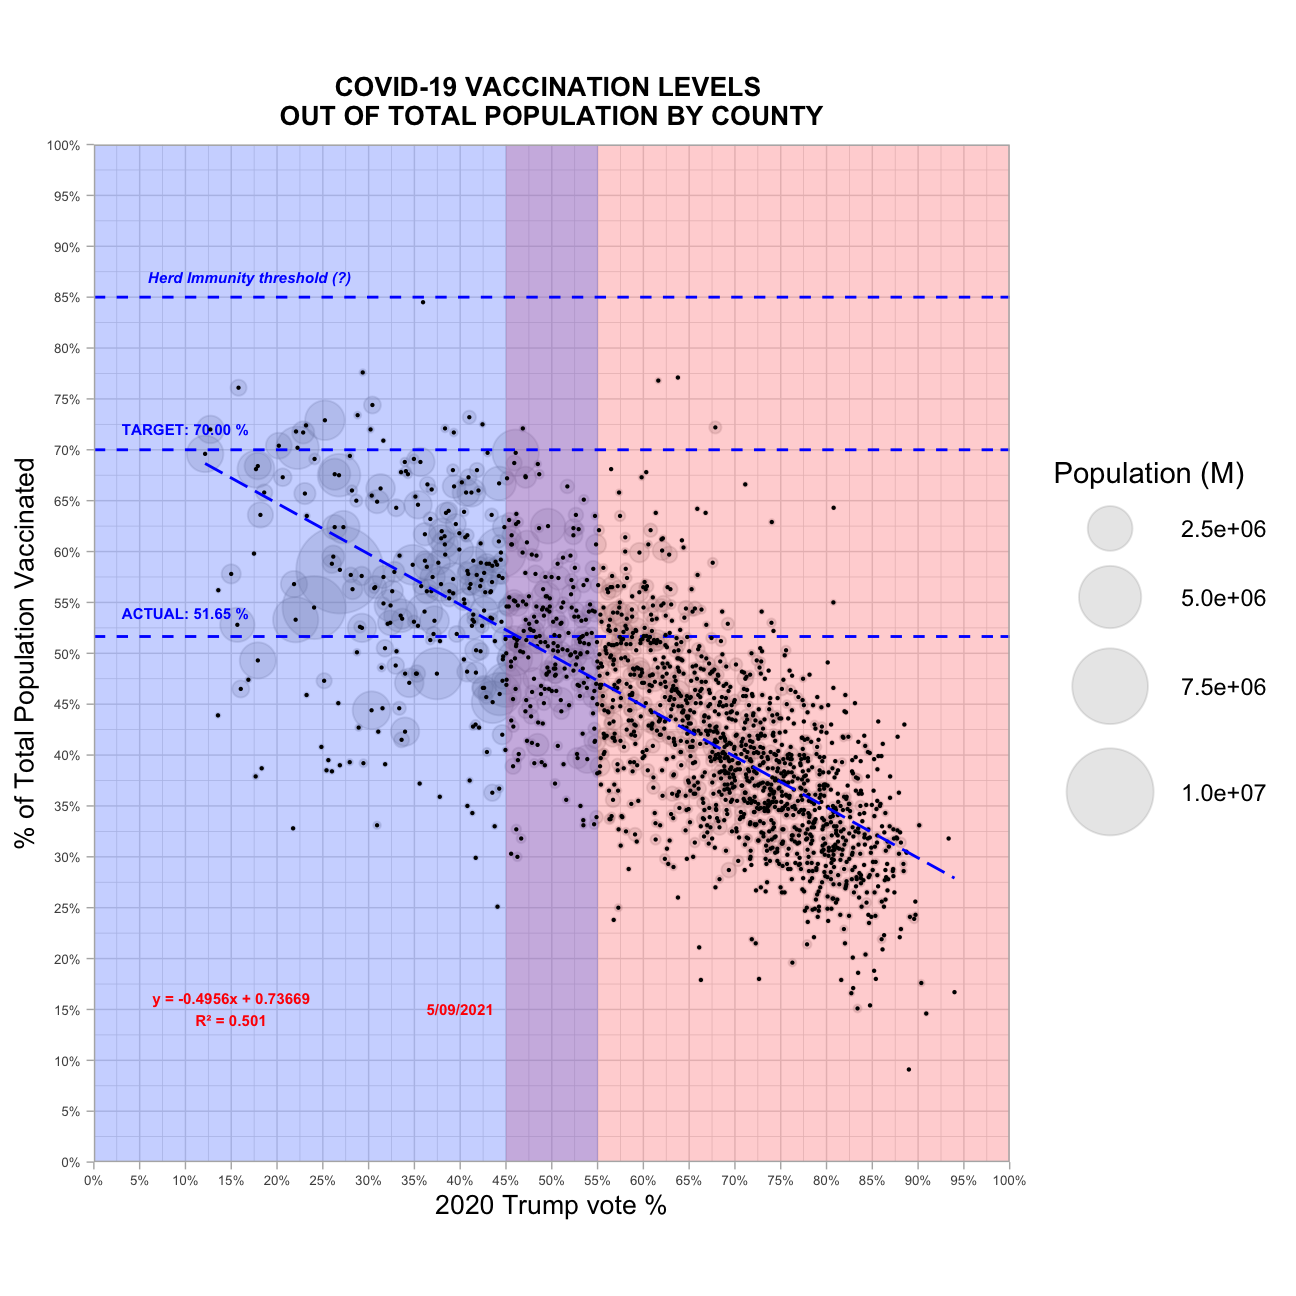 COVID-19 VACCINATION LEVELS
OUT OF TOTAL POPULATION BY COUNTY
% of Total Population Vaccinated
100%
95%
90%
85%
80%
75%
70%
65%
60%
55%
50%
45%
40%
35%
30%
25%
20%
15%
10%
5%
0%
Herd Immunity threshold (?)
TARGET: 70.00 %
ACTUAL: 51.65 %
y = -0.4956x + 0.73669
R² = 0.501
5/09/2021
0% 5% 10% 15% 20% 25% 30% 35% 40% 45% 50% 55% 60% 65% 70% 75% 80% 85% 90% 95% 100%
2020 Trump vote %
Population (M)
2.5e+06
5.0e+06
7.5e+06
1.0e+07